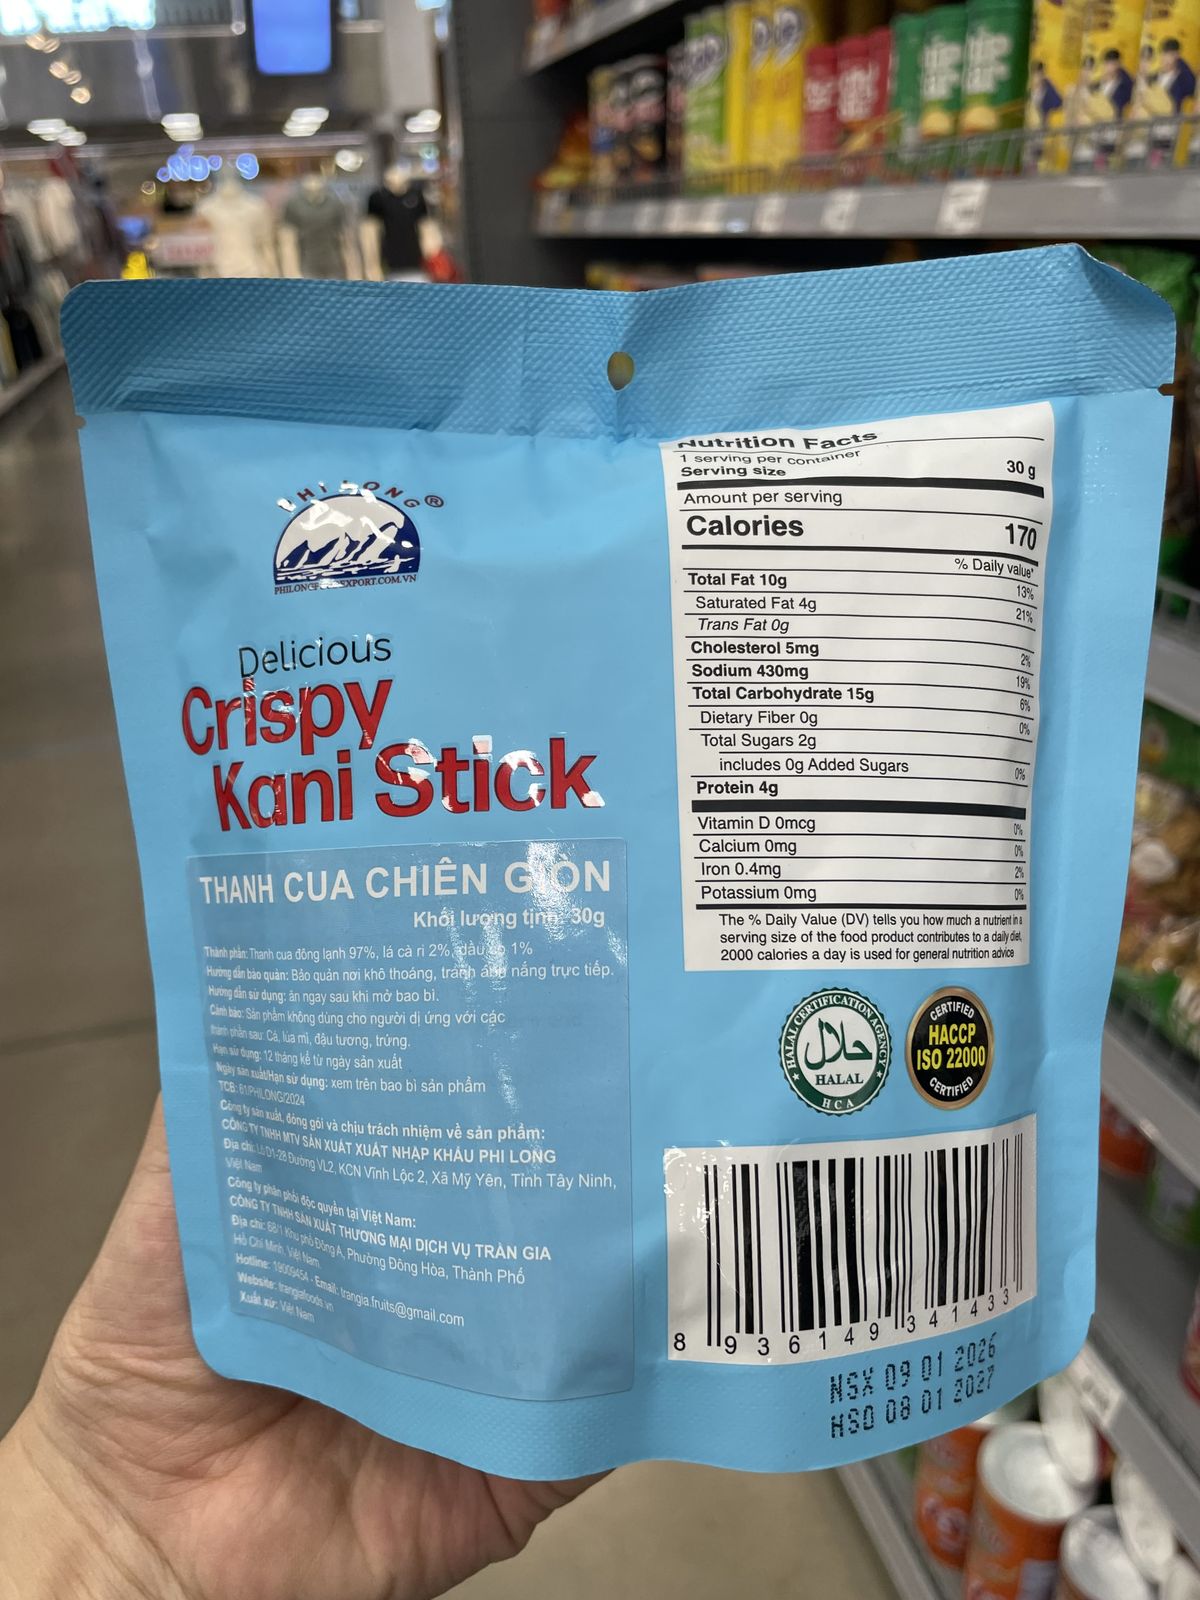 PHI LONG®
PHILONGFOODEXPORT.COM.VN
Delicious
Crispy
Kani Stick
THANH CUA CHIÊN GIÒN
Khối lượng tịnh: 30g
Thành phần: Thanh cua đông lạnh 97%, lá cà ri 2%, dầu cọ 1%
Hướng dẫn bảo quản: Bảo quản nơi khô thoáng, tránh ánh nắng trực tiếp.
Hướng dẫn sử dụng: ăn ngay sau khi mở bao bì.
Cảnh báo: Sản phẩm không dùng cho người dị ứng với các
thành phần sau: Cá, lúa mì, đậu tương, trứng.
Hạn sử dụng: 12 tháng kể từ ngày sản xuất
Ngày sản xuất/Hạn sử dụng: xem trên bao bì sản phẩm
TCB: 61/PHILONG/2024
Công ty sản xuất, đóng gói và chịu trách nhiệm về sản phẩm:
CÔNG TY TNHH MTV SẢN XUẤT XUẤT NHẬP KHẨU PHI LONG
Địa chỉ: Lô D1-28 Đường VL2, KCN Vĩnh Lộc 2, Xã Mỹ Yên, Tỉnh Tây Ninh,
Việt Nam
Công ty phân phối độc quyền tại Việt Nam:
CÔNG TY TNHH SẢN XUẤT THƯƠNG MẠI DỊCH VỤ TRẦN GIA
Địa chỉ: 68/1 Khu phố Đông A, Phường Đông Hòa, Thành Phố
Hồ Chí Minh, Việt Nam
Hotline: 19009454 - Email: trangia.fruits@gmail.com
Website: trangiafoods.vn
Xuất xứ: Việt Nam
Nutrition Facts
1 serving per container
Serving size 30 g
Amount per serving
Calories 170
% Daily value*
Total Fat 10g 13%
Saturated Fat 4g 21%
Trans Fat 0g
Cholesterol 5mg 2%
Sodium 430mg 19%
Total Carbohydrate 15g 6%
Dietary Fiber 0g 0%
Total Sugars 2g
includes 0g Added Sugars 0%
Protein 4g
Vitamin D 0mcg 0%
Calcium 0mg 0%
Iron 0.4mg 2%
Potassium 0mg 0%
The % Daily Value (DV) tells you how much a nutrient in a
serving size of the food product contributes to a daily diet,
2000 calories a day is used for general nutrition advice
HALAL CERTIFICATION AGENCY
حلال
HALAL
HCA
CERTIFIED
HACCP
ISO 22000
CERTIFIED
8 936149 341433
NSX 09 01 2026
HSD 08 01 2027